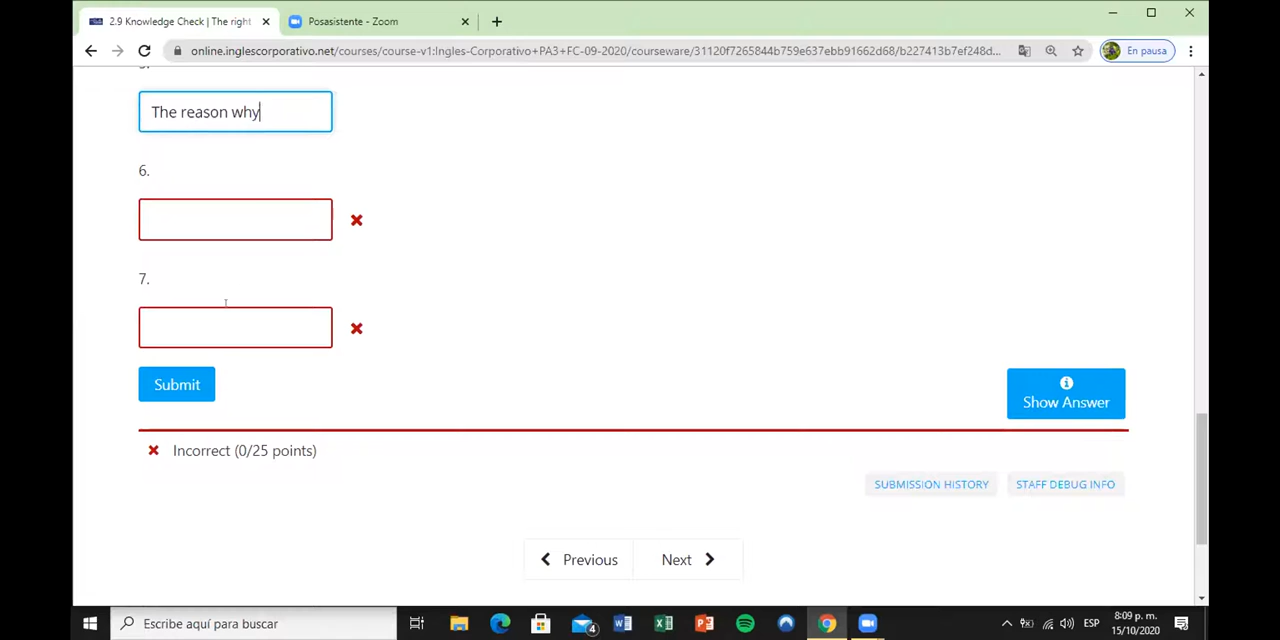 2.9 Knowledge Check | The right
Posasistente - Zoom
online.inglescorporativo.net/courses/course-v1:Ingles-Corporativo+PA3+FC-09-2020/courseware/31120f7265844b759e637ebb91662d68/b227413b7ef248d...
En pausa
The reason why
6.
7.
Submit
Show Answer
Incorrect (0/25 points)
SUBMISSION HISTORY
STAFF DEBUG INFO
Previous
Next
Escribe aquí para buscar
4
ESP
8:09 p. m.
15/10/2020